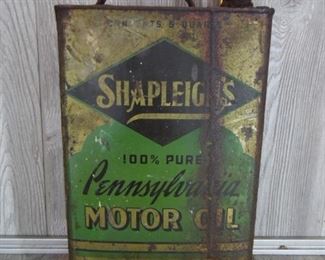 SHAPLEIGH'S
100% PURE
Pennsylvania
MOTOR OIL